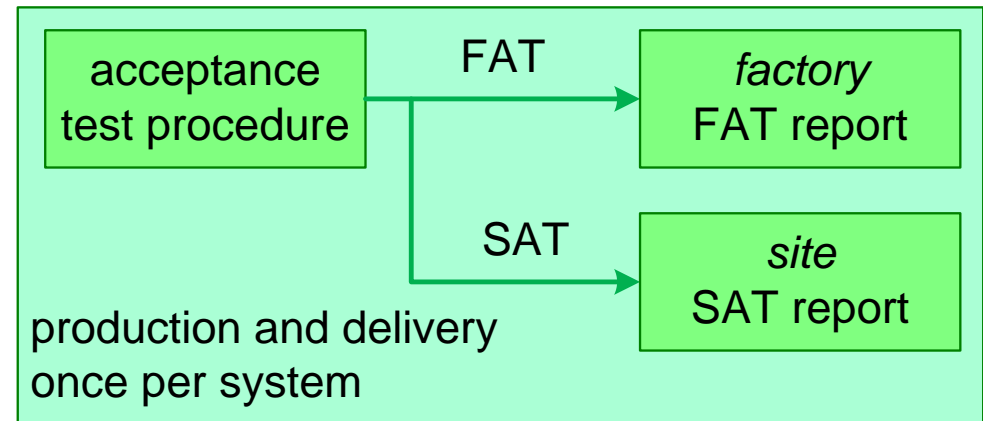 acceptance
test procedure
FAT
factory
FAT report
SAT
site
SAT report
production and delivery
once per system